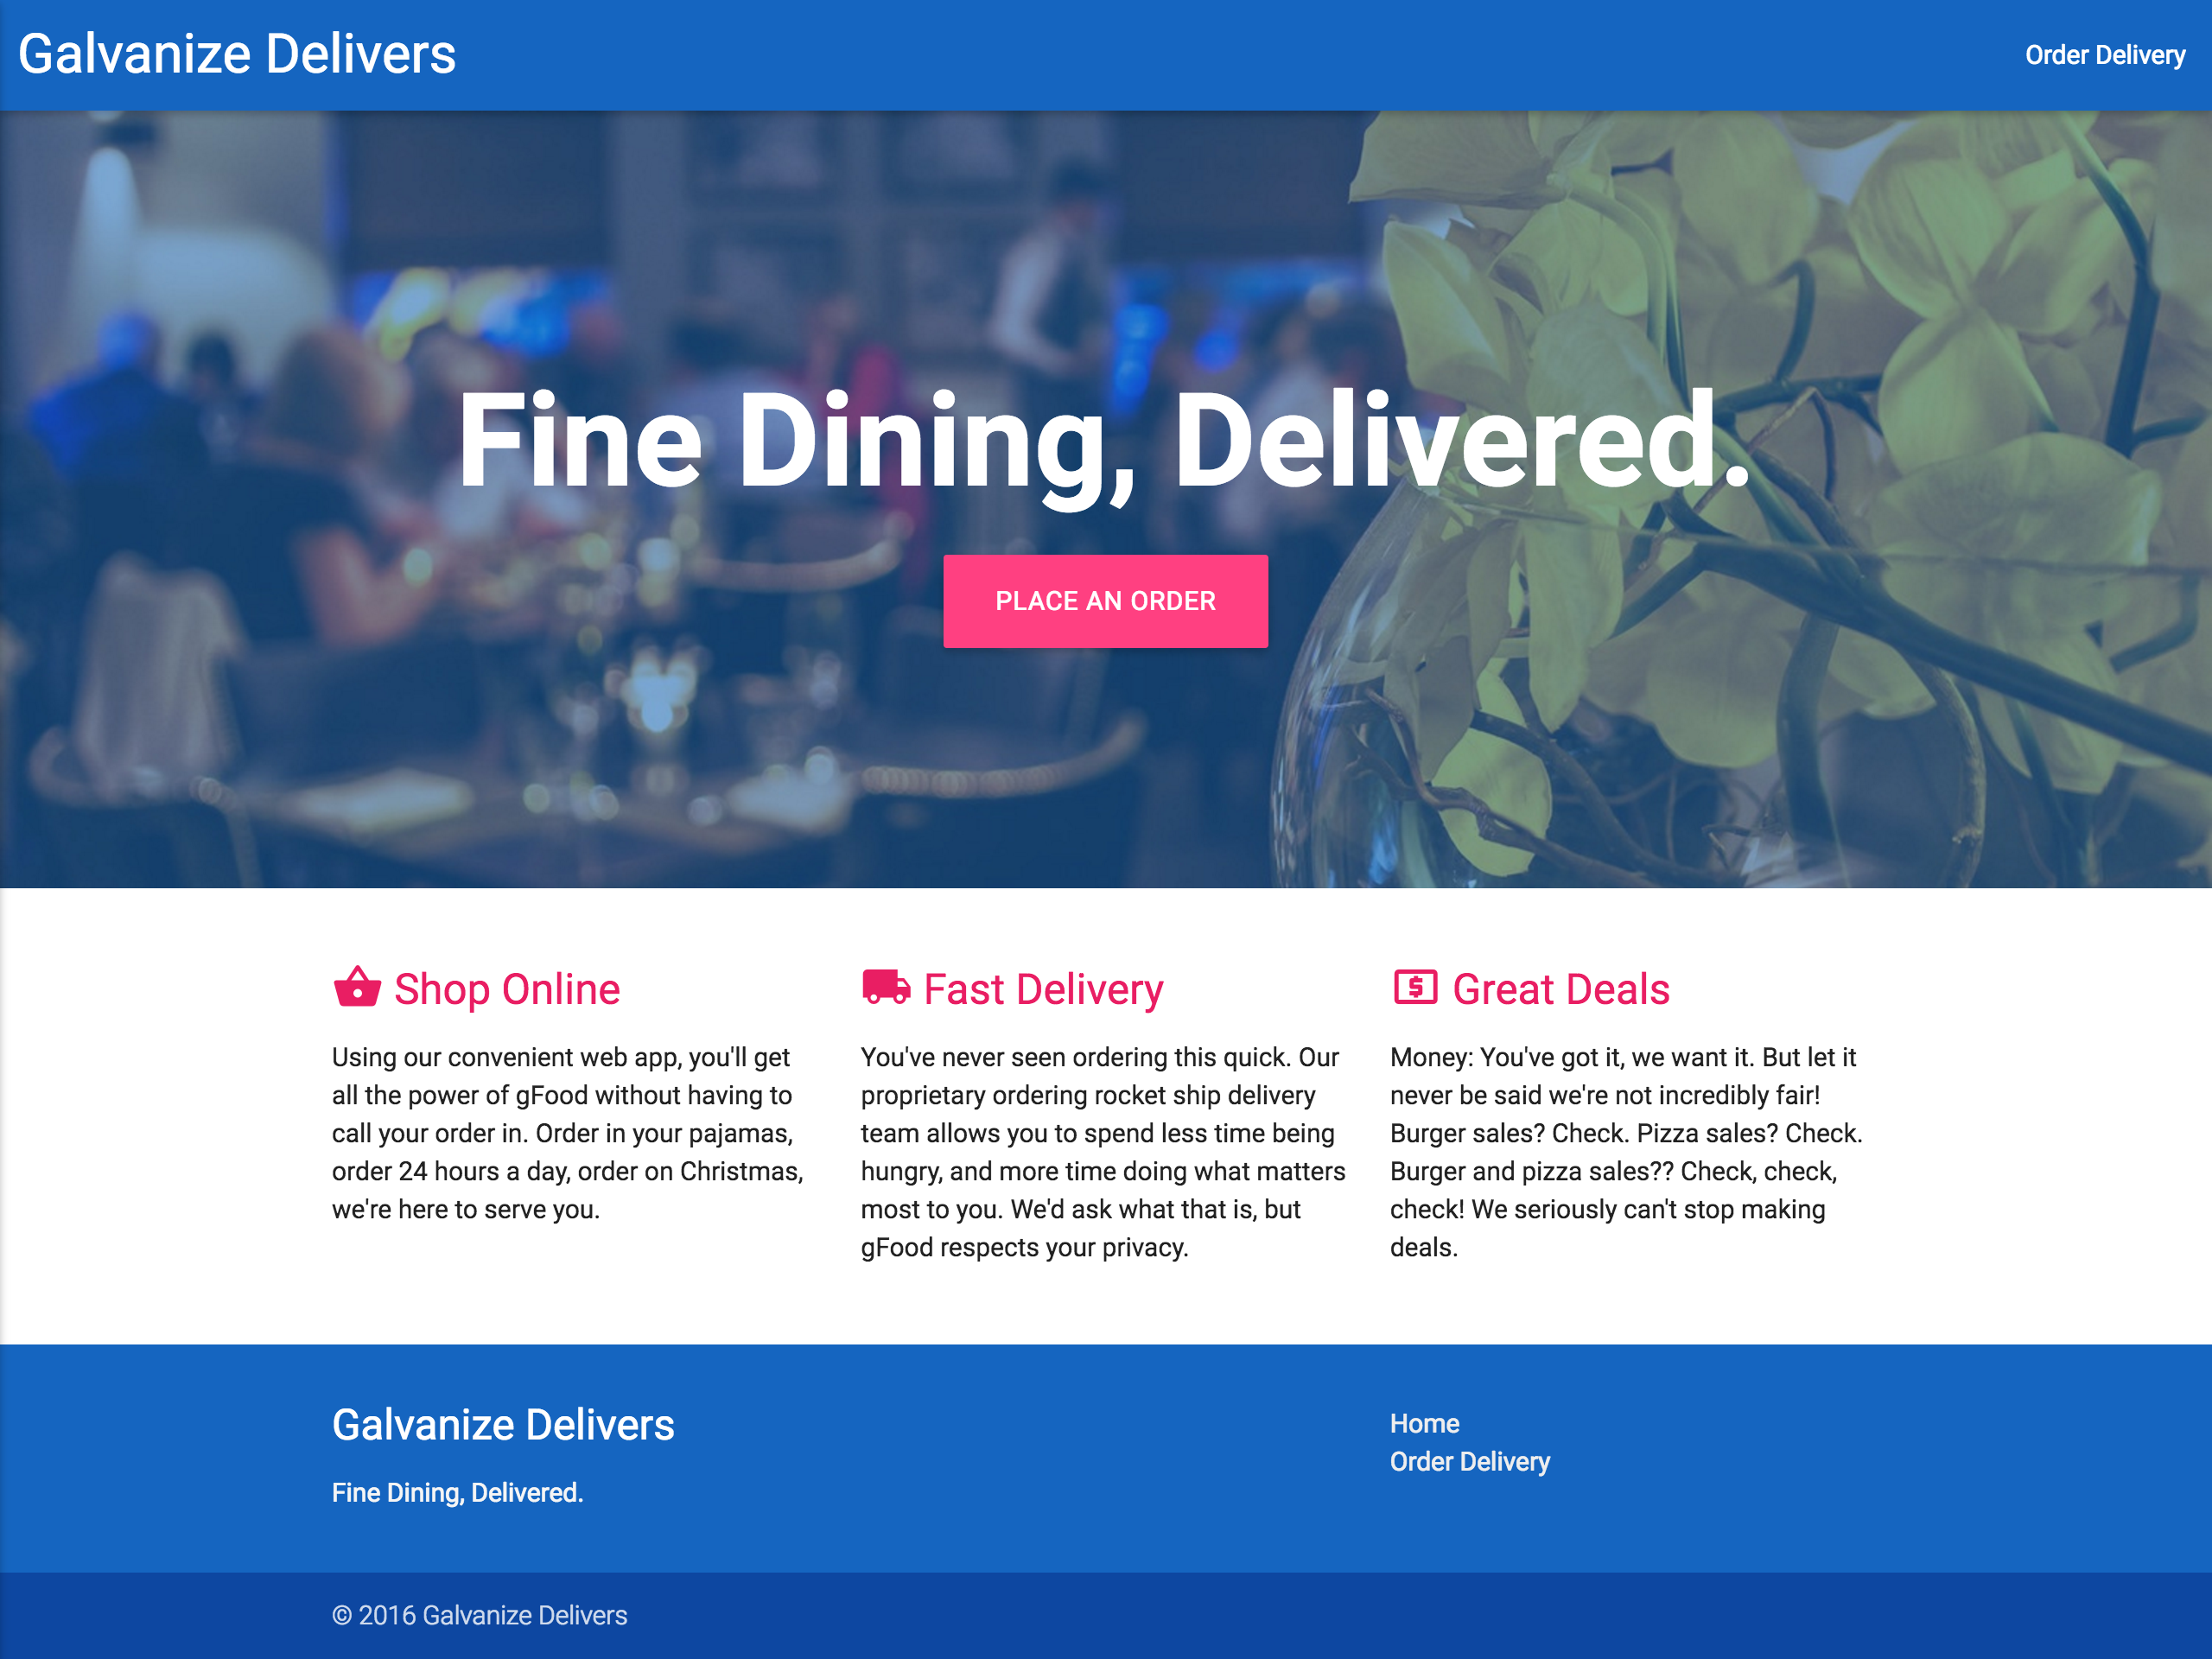 Galvanize Delivers
Order Delivery
Fine Dining, Delivered.
PLACE AN ORDER
Shop Online
Using our convenient web app, you'll get
all the power of gFood without having to
call your order in. Order in your pajamas,
order 24 hours a day, order on Christmas,
we're here to serve you.
Fast Delivery
You've never seen ordering this quick. Our
proprietary ordering rocket ship delivery
team allows you to spend less time being
hungry, and more time doing what matters
most to you. We'd ask what that is, but
gFood respects your privacy.
Great Deals
Money: You've got it, we want it. But let it
never be said we're not incredibly fair!
Burger sales? Check. Pizza sales? Check.
Burger and pizza sales?? Check, check,
check! We seriously can't stop making
deals.
Galvanize Delivers
Fine Dining, Delivered.
Home
Order Delivery
© 2016 Galvanize Delivers